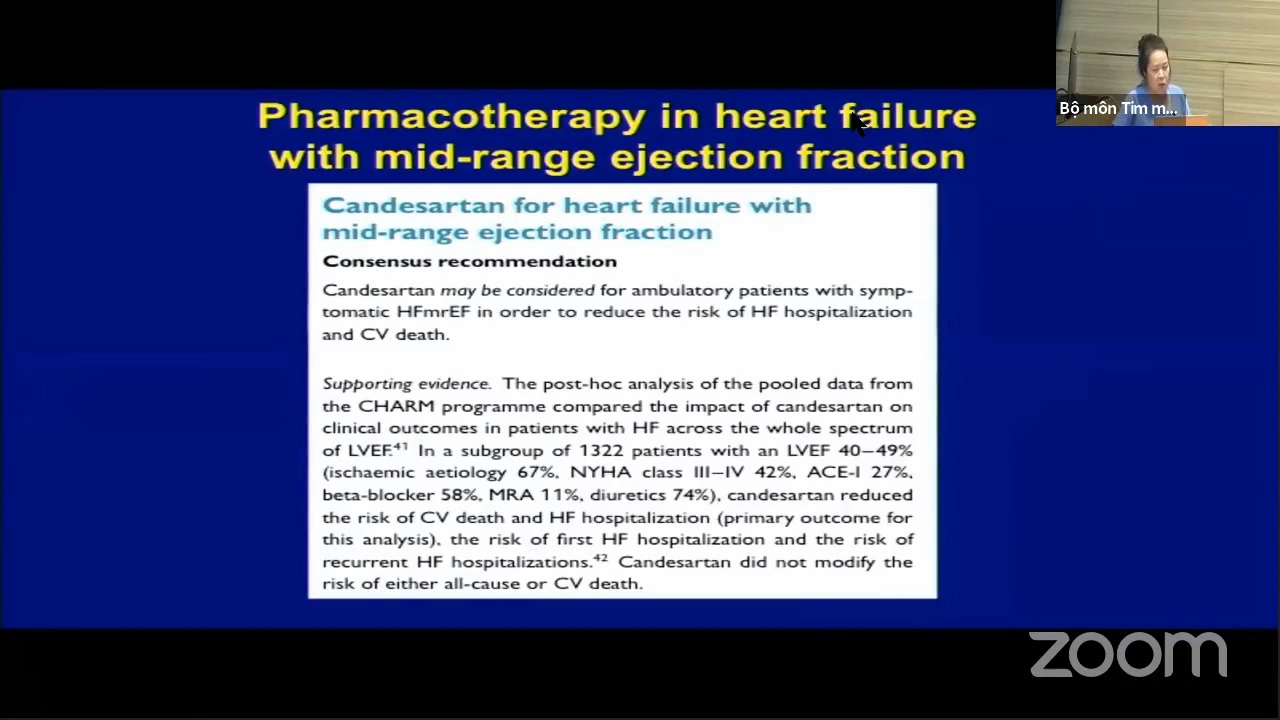 Pharmacotherapy in heart failure
with mid-range ejection fraction
Bộ môn Tim m...
Candesartan for heart failure with
mid-range ejection fraction
Consensus recommendation
Candesartan may be considered for ambulatory patients with symp-
tomatic HFmrEF in order to reduce the risk of HF hospitalization
and CV death.
Supporting evidence. The post-hoc analysis of the pooled data from
the CHARM programme compared the impact of candesartan on
clinical outcomes in patients with HF across the whole spectrum
of LVEF.41 In a subgroup of 1322 patients with an LVEF 40–49%
(ischaemic aetiology 67%, NYHA class III–IV 42%, ACE-I 27%,
beta-blocker 58%, MRA 11%, diuretics 74%), candesartan reduced
the risk of CV death and HF hospitalization (primary outcome for
this analysis), the risk of first HF hospitalization and the risk of
recurrent HF hospitalizations.42 Candesartan did not modify the
risk of either all-cause or CV death.
zoom